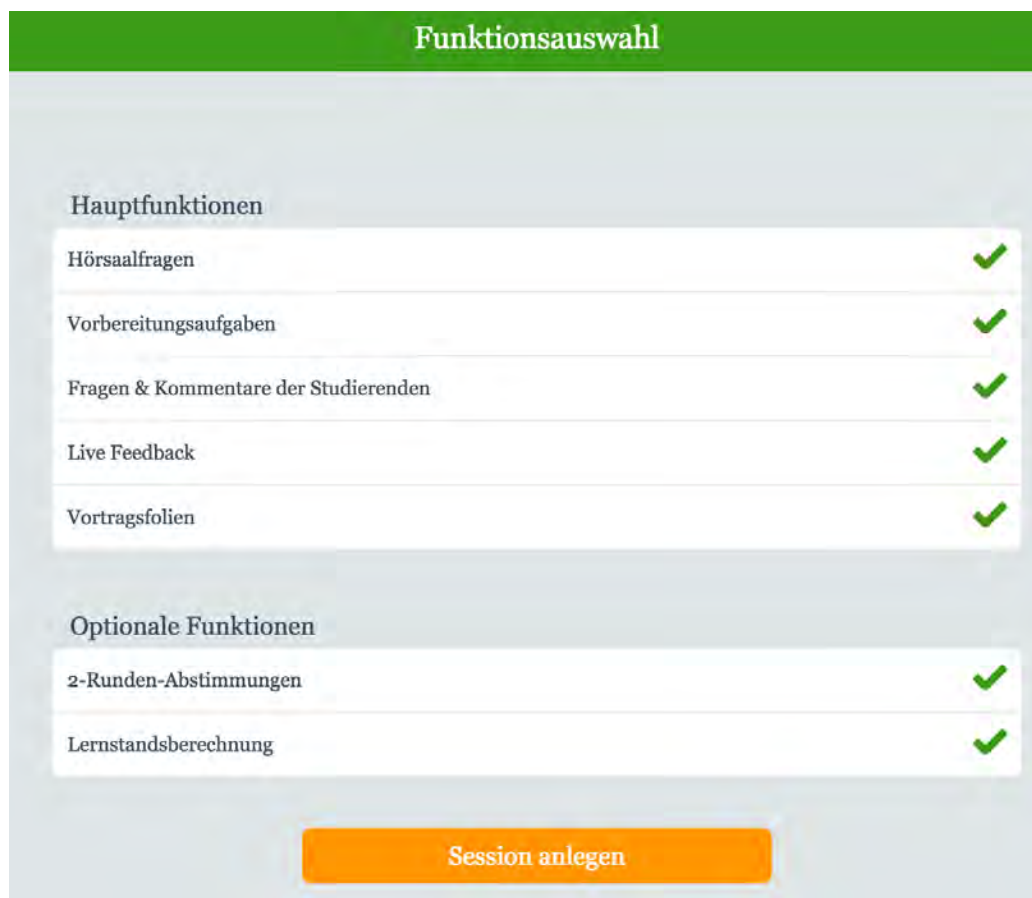 Funktionsauswahl
Hauptfunktionen
Hörsaalfragen
Vorbereitungsaufgaben
Fragen & Kommentare der Studierenden
Live Feedback
Vortragsfolien
Optionale Funktionen
2-Runden-Abstimmungen
Lernstandsberechnung
Session anlegen